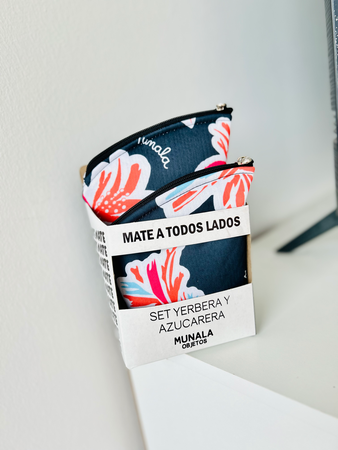 Munala
MATE A TODOS LADOS
SET YERBERA Y
AZUCARERA
MUNALA
OBJETOS